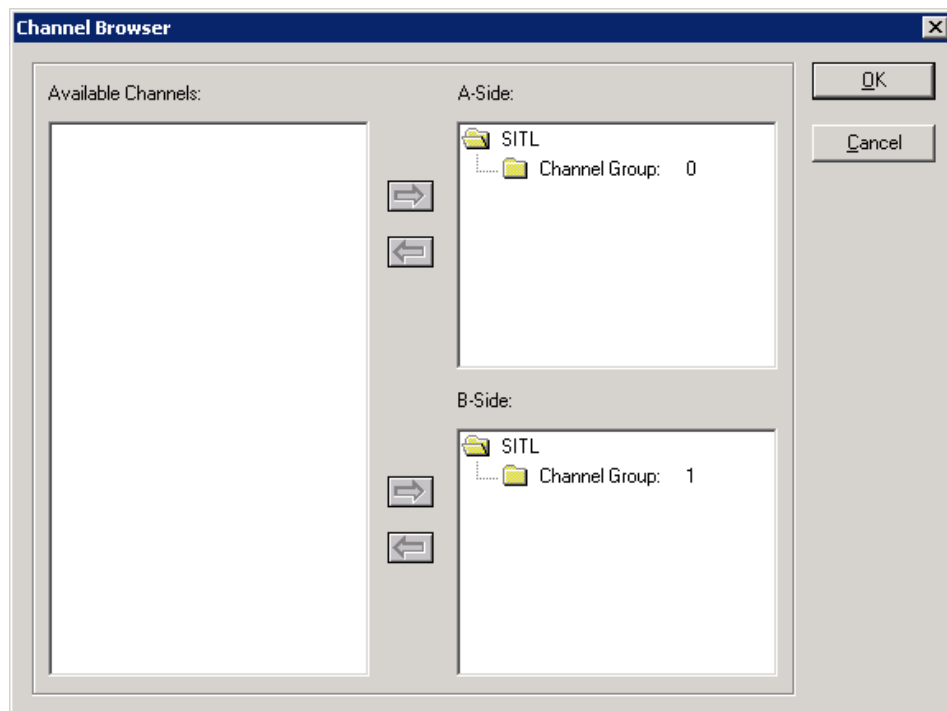 Channel Browser
Available Channels:
A-Side:
OK
SITL
Channel Group: 0
Cancel
B-Side:
SITL
Channel Group: 1